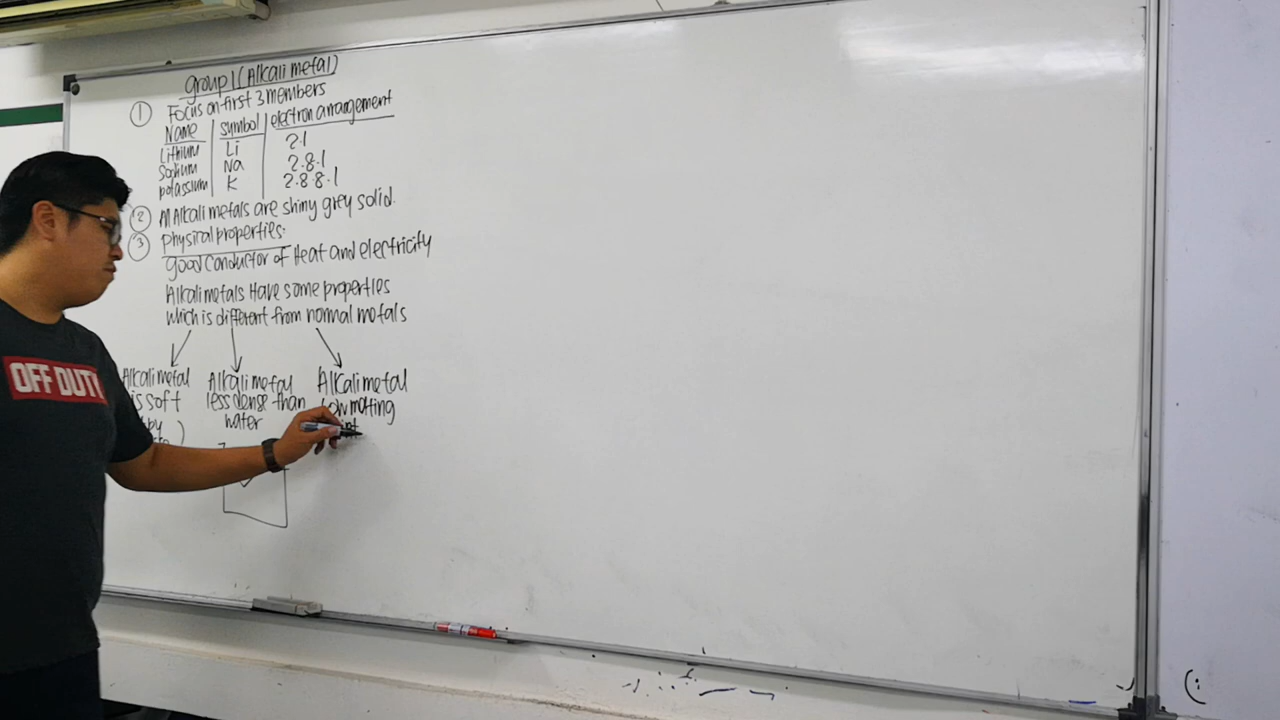 Group 1 (Alkali metal)
① Focus on first 3 members
Name | symbol | electron arrangement
Lithium | Li | 2.1
Sodium | Na | 2.8.1
potassium | K | 2.8.8.1
② All Alkali metals are shiny grey solid.
③ Physical properties:
good conductor of Heat and electricity
Alkali metals Have some properties
which is different from normal metals
Alkali metal
is soft
Alkali metal
less dense than
water
Alkali metal
low melting
OFF DUTY